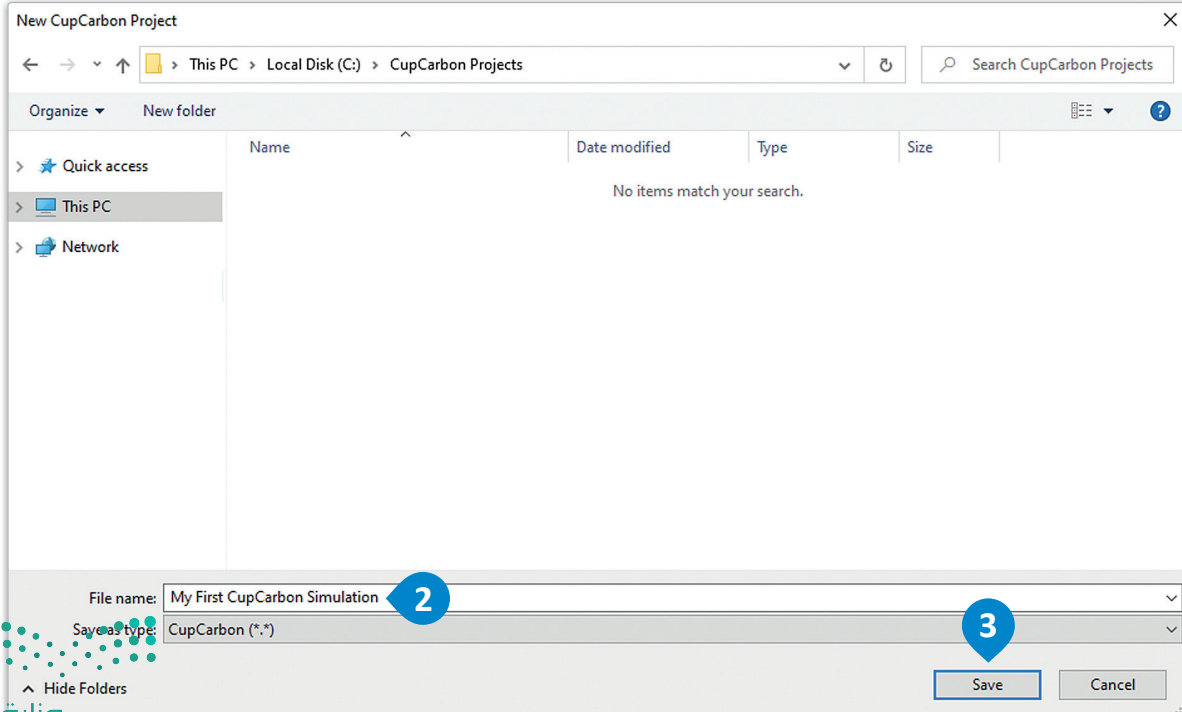 New CupCarbon Project
This PC > Local Disk (C:) > CupCarbon Projects
Search CupCarbon Projects
Organize New folder
Name Date modified Type Size
No items match your search.
Quick access
This PC
Network
File name: My First CupCarbon Simulation 2
Save as type: CupCarbon (*.*)
3
Hide Folders
Save Cancel